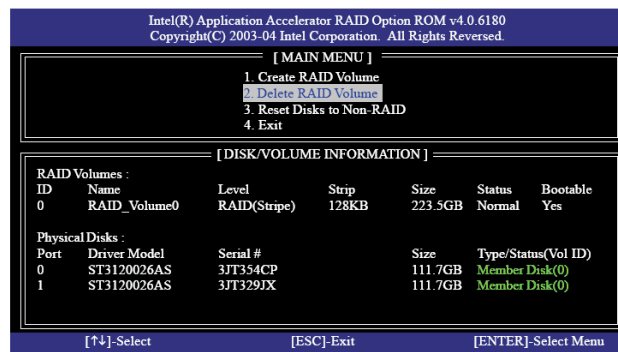 Intel(R) Application Accelerator RAID Option ROM v4.0.6180
Copyright(C) 2003-04 Intel Corporation. All Rights Reversed.
[ MAIN MENU ]
1. Create RAID Volume
2. Delete RAID Volume
3. Reset Disks to Non-RAID
4. Exit
[ DISK/VOLUME INFORMATION ]
RAID Volumes :
ID Name Level Strip Size Status Bootable
0 RAID_Volume0 RAID(Stripe) 128KB 223.5GB Normal Yes
Physical Disks :
Port Driver Model Serial # Size Type/Status(Vol ID)
0 ST3120026AS 3JT354CP 111.7GB Member Disk(0)
1 ST3120026AS 3JT329JX 111.7GB Member Disk(0)
[↑↓]-Select [ESC]-Exit [ENTER]-Select Menu